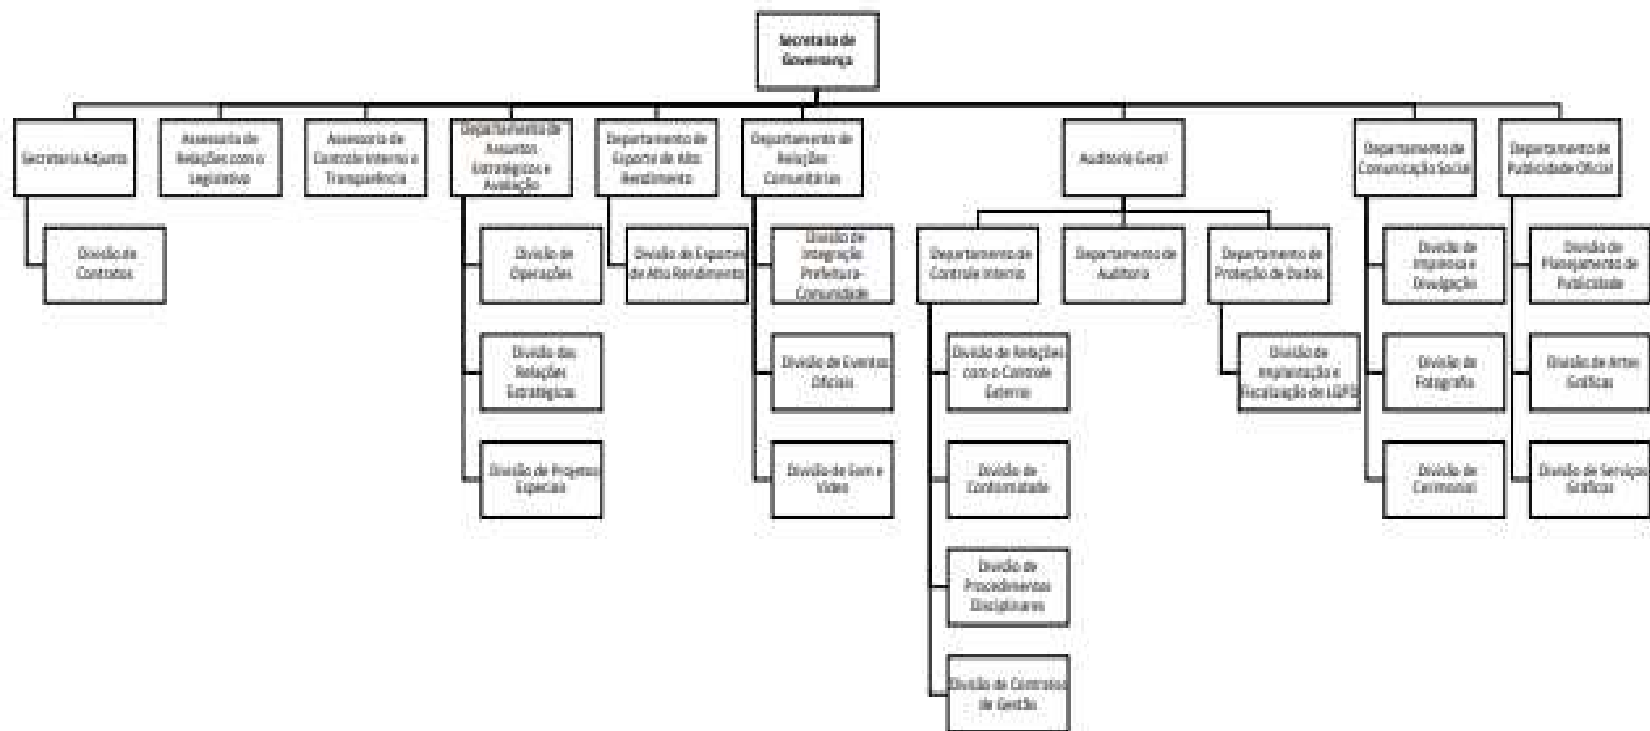 Secretaria de
Governança
Secretaria Adjunta
Assessoria de
Relações com o
Legislativo
Assessoria de
Controle Interno e
Transparência
Departamento de
Assuntos
Estratégicos e
Avaliação
Departamento de
Esporte de Alto
Rendimento
Departamento de
Relações
Comunitárias
Auditoria Geral
Departamento de
Comunicação Social
Departamento de
Publicidade Oficial
Divisão de
Contratos
Divisão de
Operações
Divisão de Esportes
de Alto Rendimento
Divisão de
Integração
Prefeitura-
Comunidade
Departamento de
Controle Interno
Departamento de
Auditoria
Departamento de
Proteção de Dados
Divisão de
Imprensa e
Divulgação
Divisão de
Planejamento de
Publicidade
Divisão das
Relações
Estratégicas
Divisão de Eventos
Oficiais
Divisão de Relações
com o Controle
Externo
Divisão de
Implantação e
Fiscalização de LGPD
Divisão de
Fotografia
Divisão de Artes
Gráficas
Divisão de Projetos
Especiais
Divisão de Som e
Vídeo
Divisão de
Conformidade
Divisão de
Cerimonial
Divisão de Serviços
Gráficos
Divisão de
Procedimentos
Disciplinares
Divisão de Contratos
de Gestão